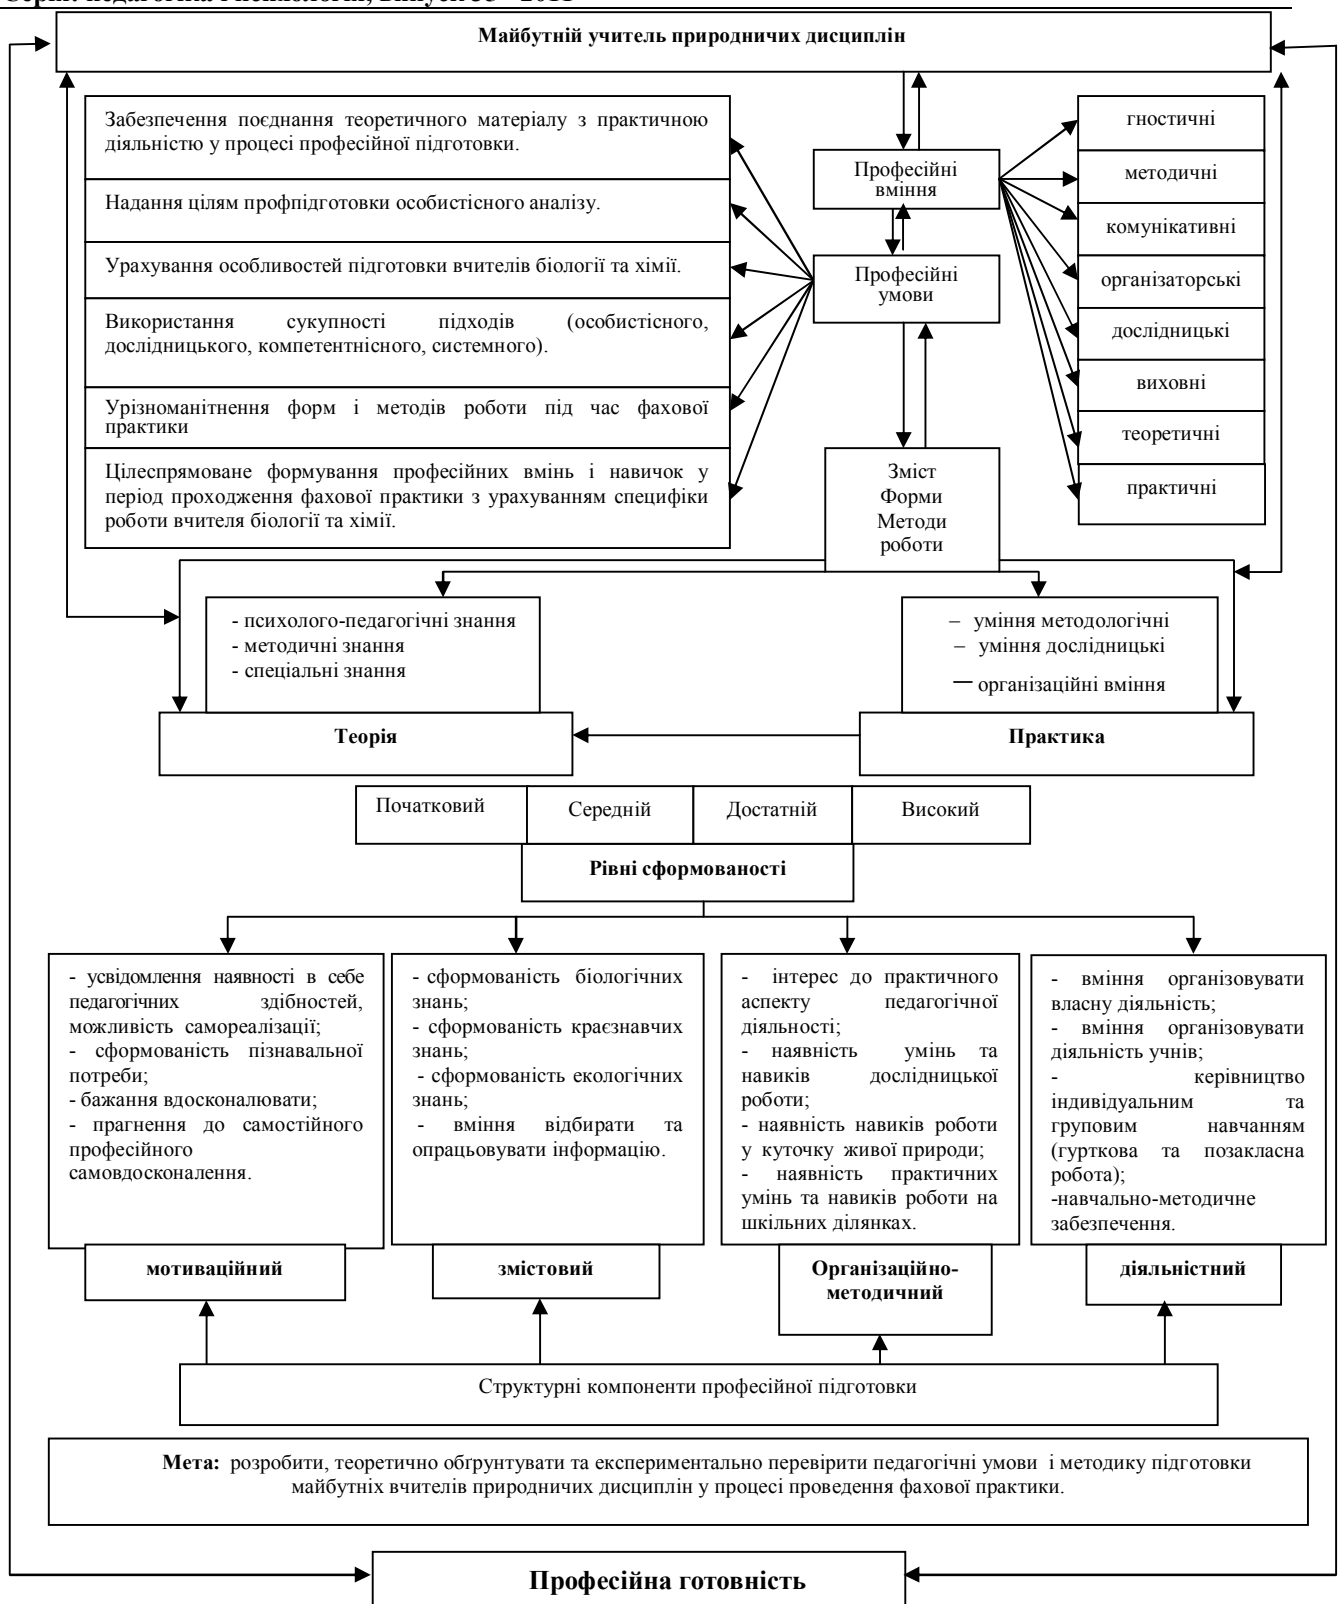 Серія: педагогіка і психологія, випуск 35 - 2011
Майбутній учитель природничих дисциплін
Забезпечення поєднання теоретичного матеріалу з практичною
діяльністю у процесі професійної підготовки.
Надання цілям профпідготовки особистісного аналізу.
Урахування особливостей підготовки вчителів біології та хімії.
Використання сукупності підходів (особистісного,
дослідницького, компетентнісного, системного).
Урізноманітнення форм і методів роботи під час фахової
практики
Цілеспрямоване формування професійних вмінь і навичок у
період проходження фахової практики з урахуванням специфіки
роботи вчителя біології та хімії.
Професійні
вміння
Професійні
умови
Зміст
Форми
Методи
роботи
гностичні
методичні
комунікативні
організаторські
дослідницькі
виховні
теоретичні
практичні
- психолого-педагогічні знання
- методичні знання
- спеціальні знання
– уміння методологічні
– уміння дослідницькі
— організаційні вміння
Теорія
Практика
Початковий
Середній
Достатній
Високий
Рівні сформованості
- усвідомлення наявності в себе
педагогічних здібностей,
можливість самореалізації;
- сформованість пізнавальної
потреби;
- бажання вдосконалювати;
- прагнення до самостійного
професійного
самовдосконалення.
- сформованість біологічних
знань;
- сформованість краєзнавчих
знань;
- сформованість екологічних
знань;
- вміння відбирати та
опрацьовувати інформацію.
- інтерес до практичного
аспекту педагогічної
діяльності;
- наявність умінь та
навиків дослідницької
роботи;
- наявність навиків роботи
у куточку живої природи;
- наявність практичних
умінь та навиків роботи на
шкільних ділянках.
- вміння організовувати
власну діяльність;
- вміння організовувати
діяльність учнів;
- керівництво
індивідуальним та
груповим навчанням
(гурткова та позакласна
робота);
-навчально-методичне
забезпечення.
мотиваційний
змістовий
Організаційно-
методичний
діяльністний
Структурні компоненти професійної підготовки
Мета: розробити, теоретично обґрунтувати та експериментально перевірити педагогічні умови і методику підготовки
майбутніх вчителів природничих дисциплін у процесі проведення фахової практики.
Професійна готовність